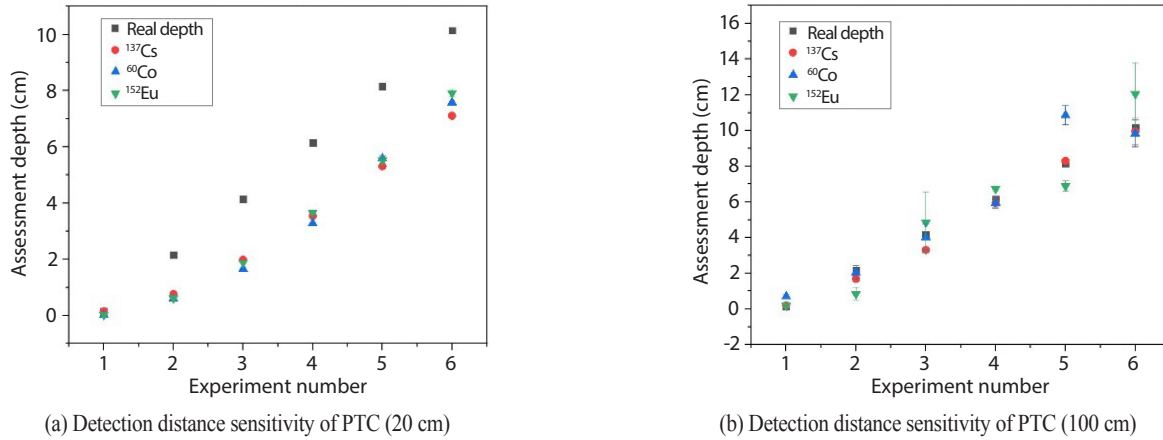 Assessment depth (cm)
10
8
6
4
2
0
Real depth
¹³⁷Cs
⁶⁰Co
¹⁵²Eu
1 2 3 4 5 6
Experiment number
(a) Detection distance sensitivity of PTC (20 cm)
Assessment depth (cm)
16
14
12
10
8
6
4
2
0
-2
Real depth
¹³⁷Cs
⁶⁰Co
¹⁵²Eu
1 2 3 4 5 6
Experiment number
(b) Detection distance sensitivity of PTC (100 cm)